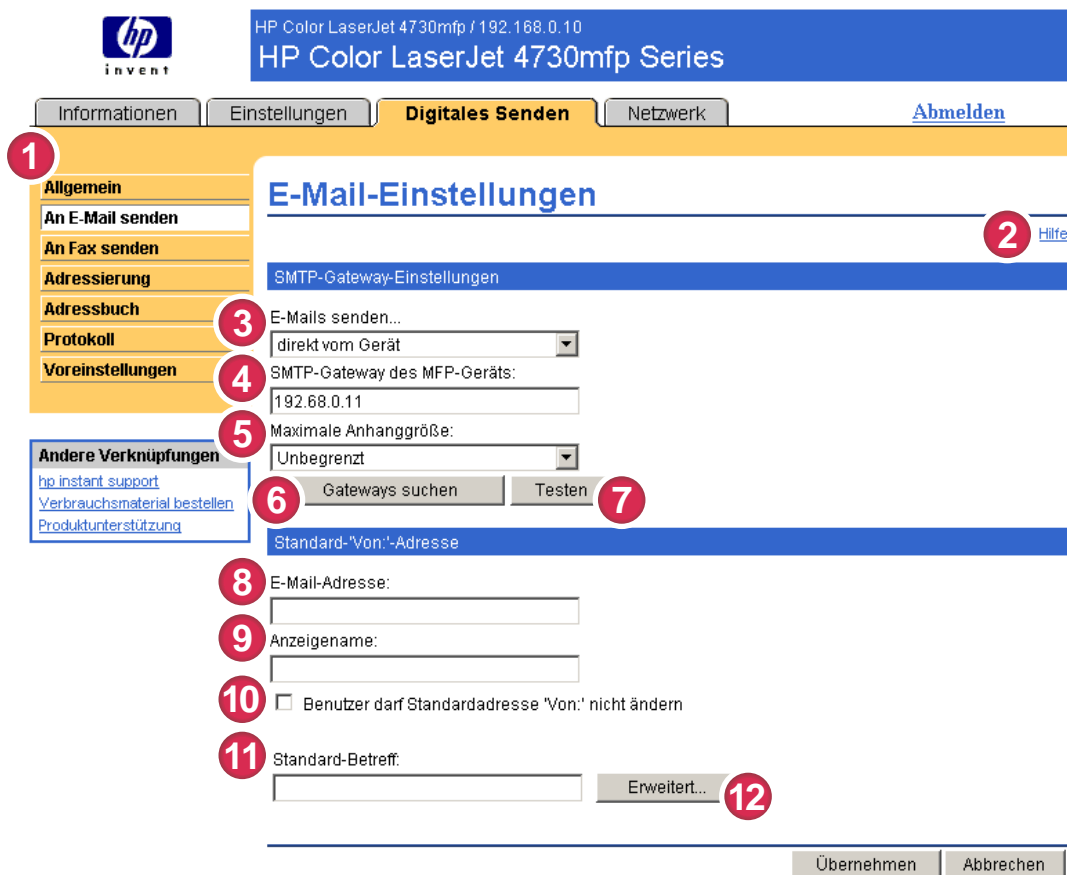 hp
invent
HP Color LaserJet 4730mfp / 192.168.0.10
HP Color LaserJet 4730mfp Series
Informationen Einstellungen Digitales Senden Netzwerk Abmelden
1
Allgemein
An E-Mail senden
An Fax senden
Adressierung
Adressbuch
Protokoll
Voreinstellungen
Andere Verknüpfungen
hp instant support
Verbrauchsmaterial bestellen
Produktunterstützung
E-Mail-Einstellungen
2 Hilfe
SMTP-Gateway-Einstellungen
3 E-Mails senden...
direkt vom Gerät
4 SMTP-Gateway des MFP-Geräts:
192.68.0.11
5 Maximale Anhanggröße:
Unbegrenzt
6 Gateways suchen Testen 7
Standard-'Von:'-Adresse
8 E-Mail-Adresse:
9 Anzeigename:
10 Benutzer darf Standardadresse 'Von:' nicht ändern
11 Standard-Betreff:
Erweitert... 12
Übernehmen Abbrechen